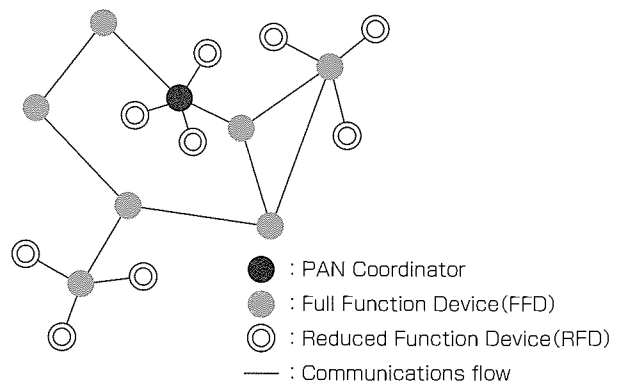 : PAN Coordinator
: Full Function Device(FFD)
: Reduced Function Device(RFD)
: Communications flow